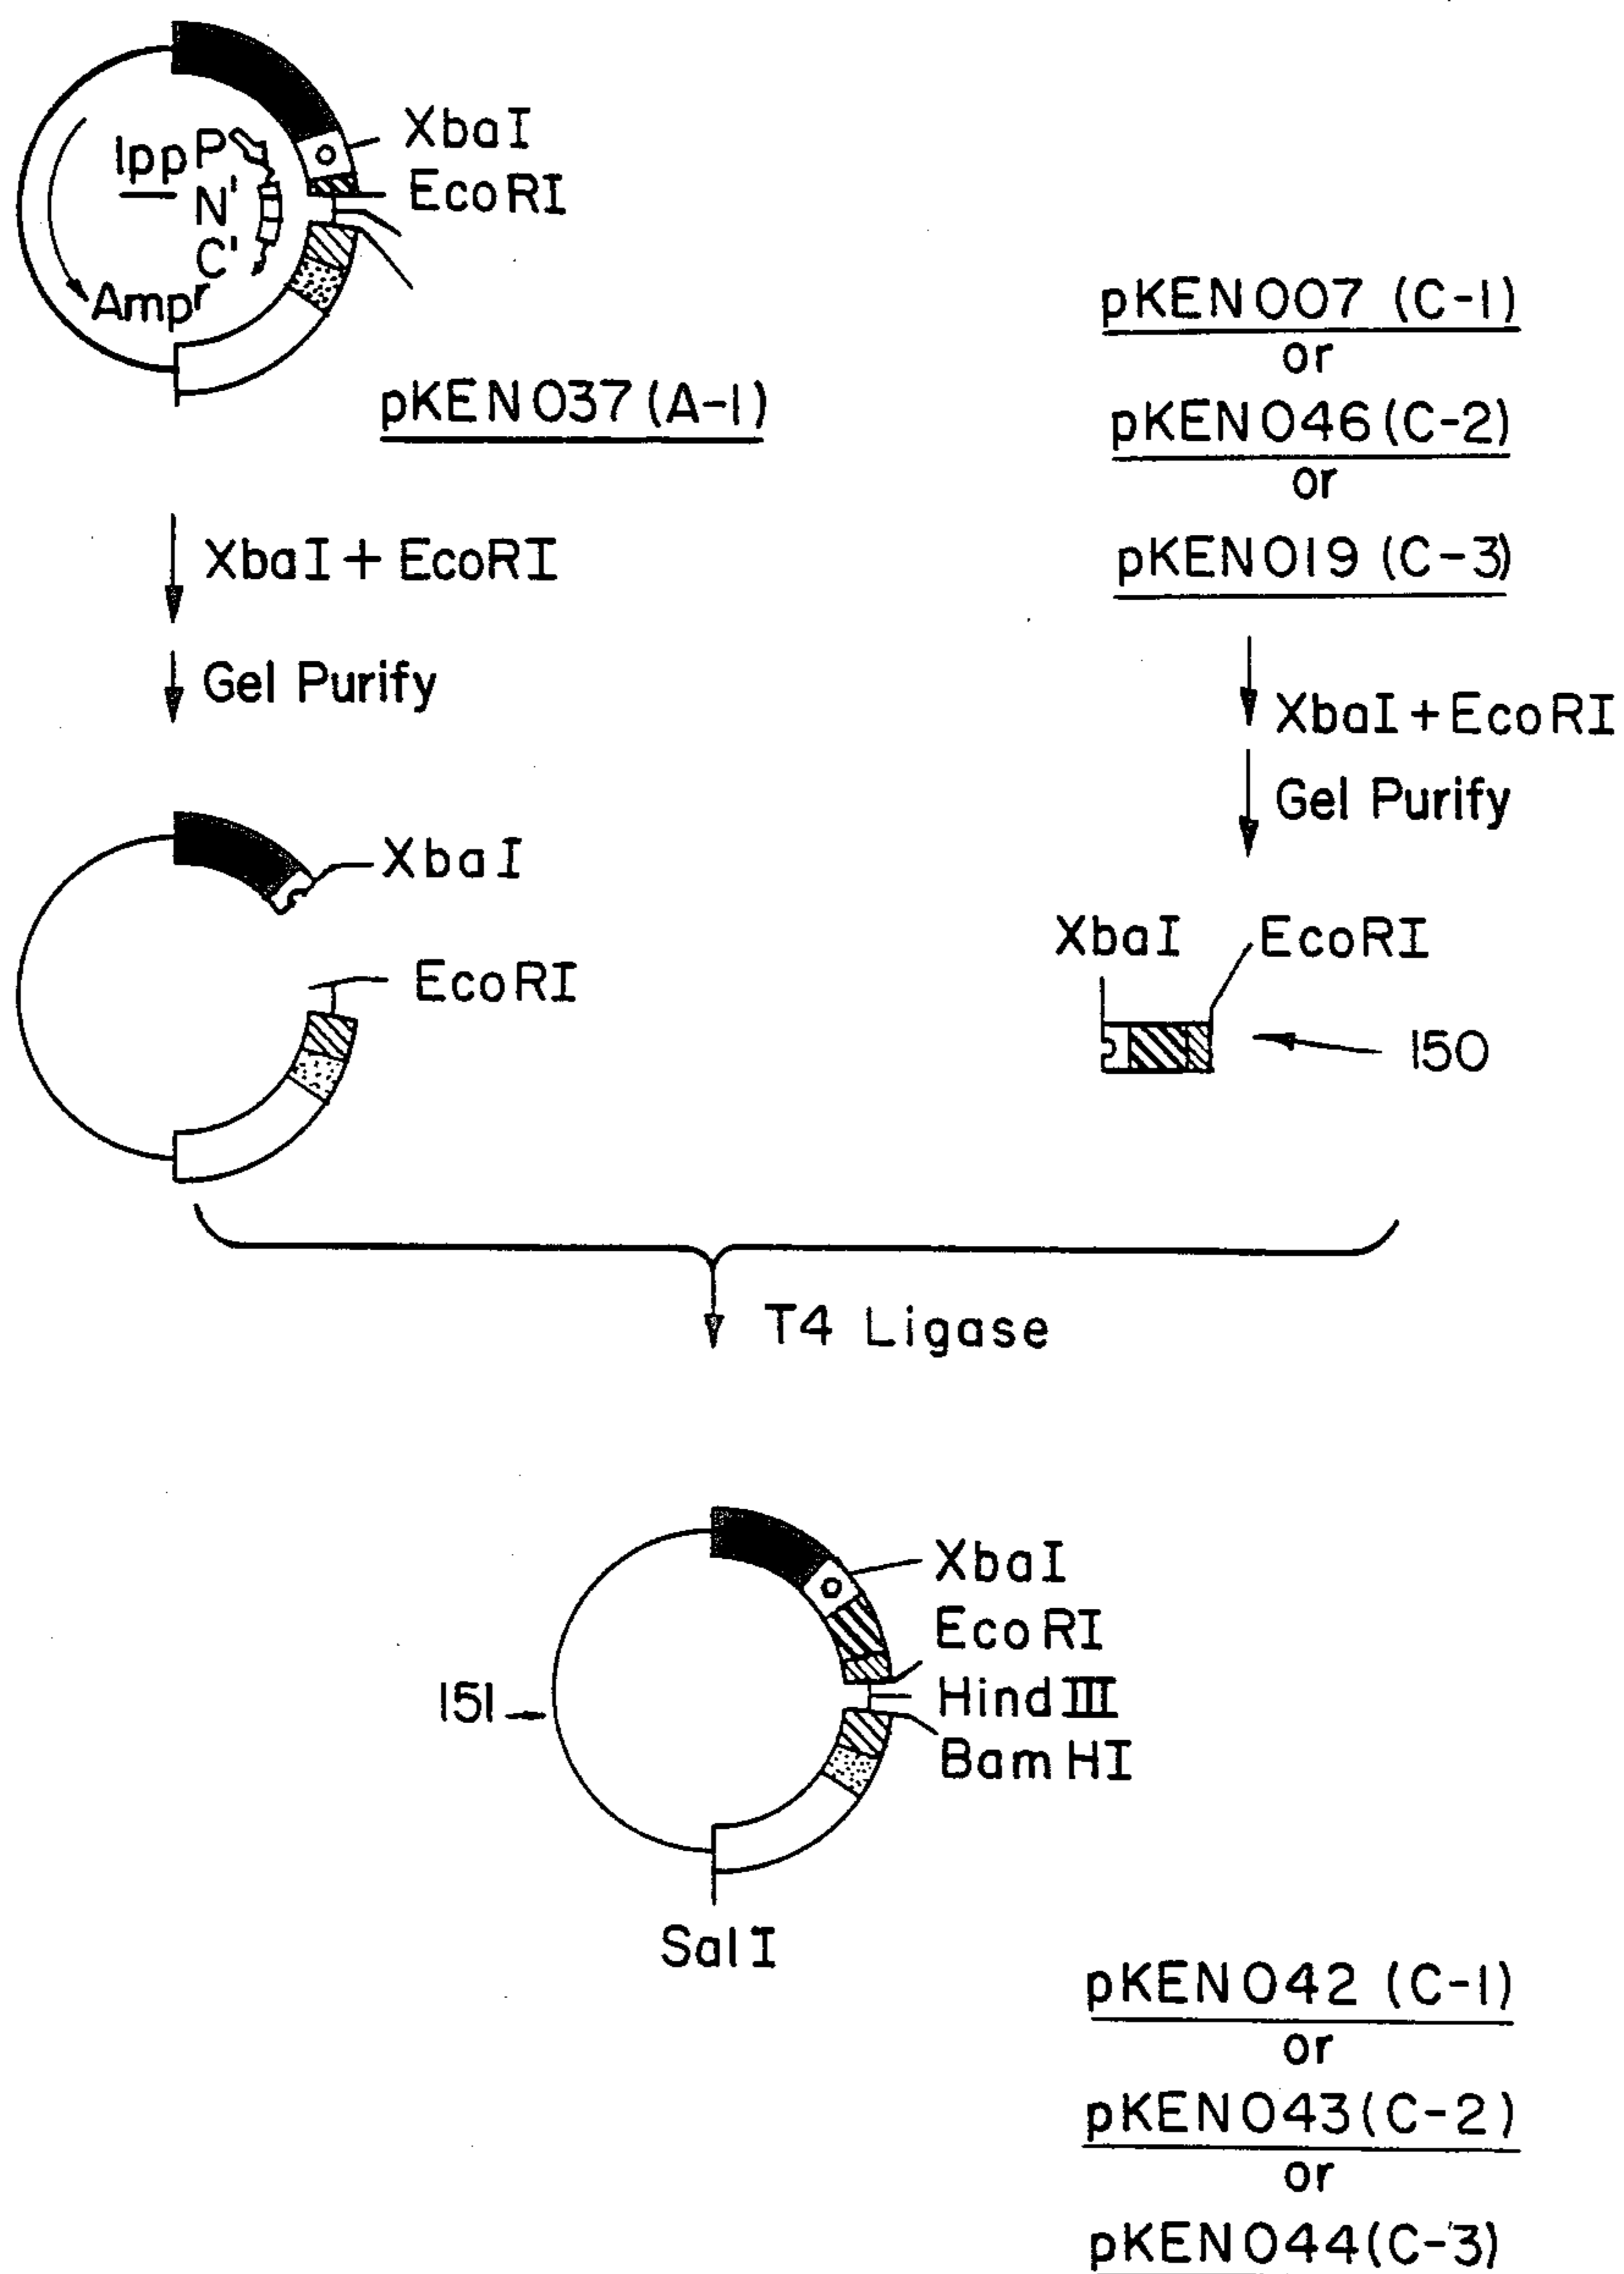 XbaI
EcoRI
lppP
N'
C'
Ampr
pKEN037 (A-1)
pKEN007 (C-1)
or
pKEN046 (C-2)
or
pKEN019 (C-3)
XbaI + EcoRI
Gel Purify
XbaI + EcoRI
Gel Purify
XbaI
EcoRI
XbaI
EcoRI
150
T4 Ligase
XbaI
EcoRI
HindIII
BamHI
151
SalI
pKEN042 (C-1)
or
pKEN043 (C-2)
or
pKEN044 (C-3)